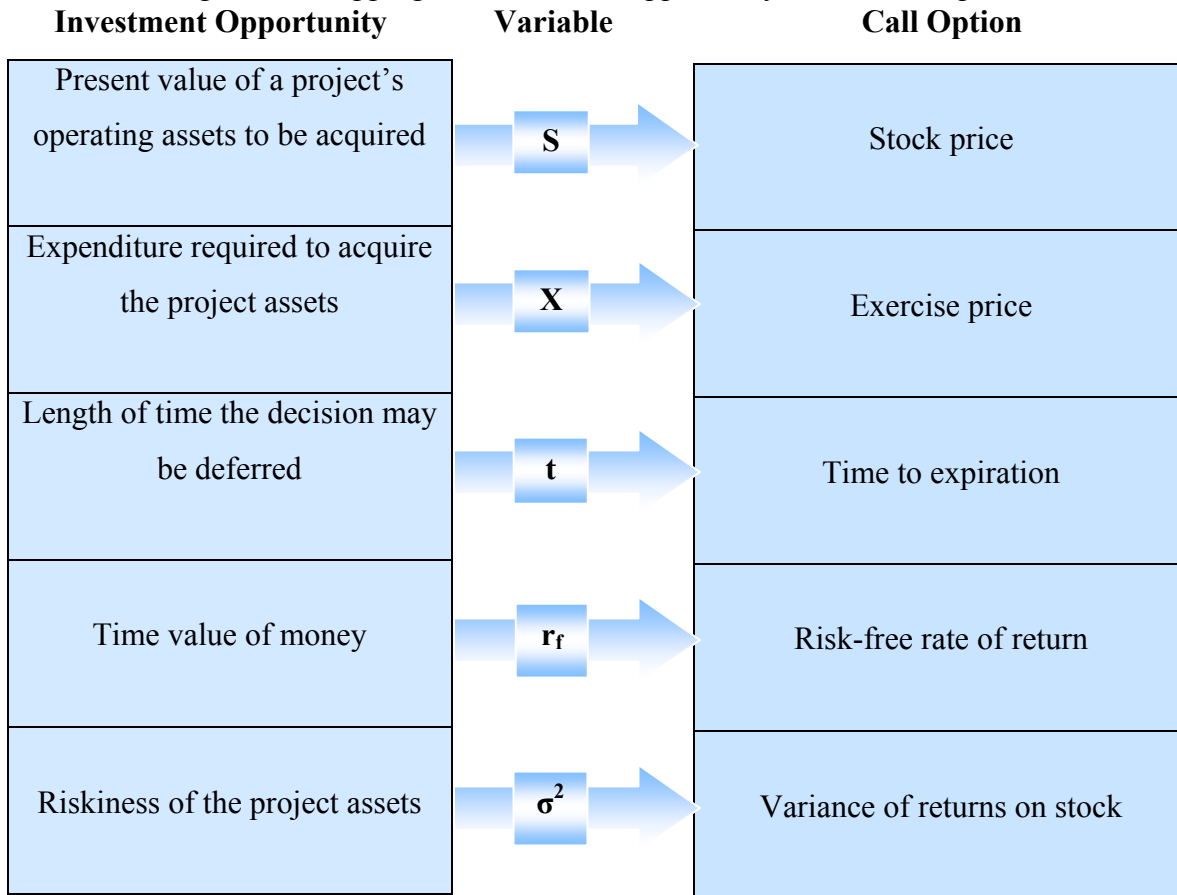 Investment Opportunity Variable Call Option
Present value of a project’s
operating assets to be acquired
S
Stock price
Expenditure required to acquire
the project assets
X
Exercise price
Length of time the decision may
be deferred
t
Time to expiration
Time value of money
r_f
Risk-free rate of return
Riskiness of the project assets
σ²
Variance of returns on stock